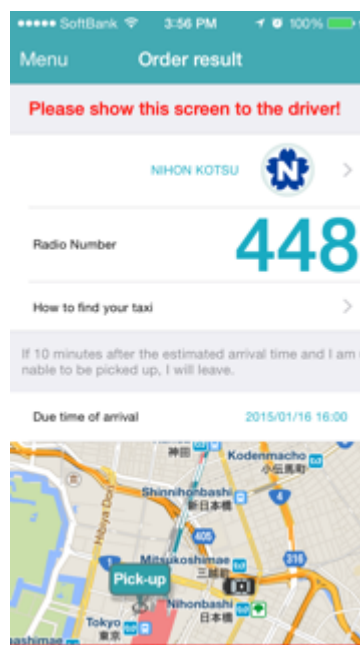 SoftBank 3:56 PM 100%
Menu Order result
Please show this screen to the driver!
NIHON KOTSU N
Radio Number 448
How to find your taxi
If 10 minutes after the estimated arrival time and I am
nable to be picked up, I will leave.
Due time of arrival 2015/01/16 16:00
神田
Kodenmacho
小伝馬町
Shinnihonbashi
新日本橋
Hibiya Dori
405
Mitsukoshimae
三越前
316
Pick-up
Nihonbashi
日本橋
Tokyo
東京